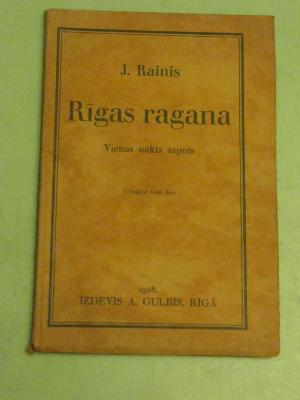 J. Rainis
Rīgas ragana
Vienas nakts sapnis
1928.
IZDEVIS A. GULBIS, RĪGĀ